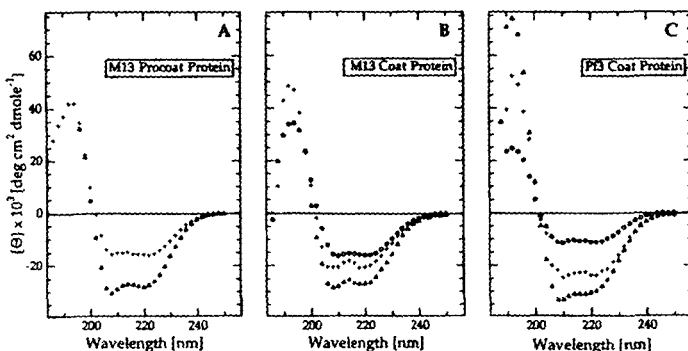 A
B
C
M13 Procoat Protein
M13 Coat Protein
Pf3 Coat Protein
[Θ] x 10³ [deg cm² dmole⁻¹]
60
40
20
0
-20
200 220 240
200 220 240
200 220 240
Wavelength [nm]
Wavelength [nm]
Wavelength [nm]